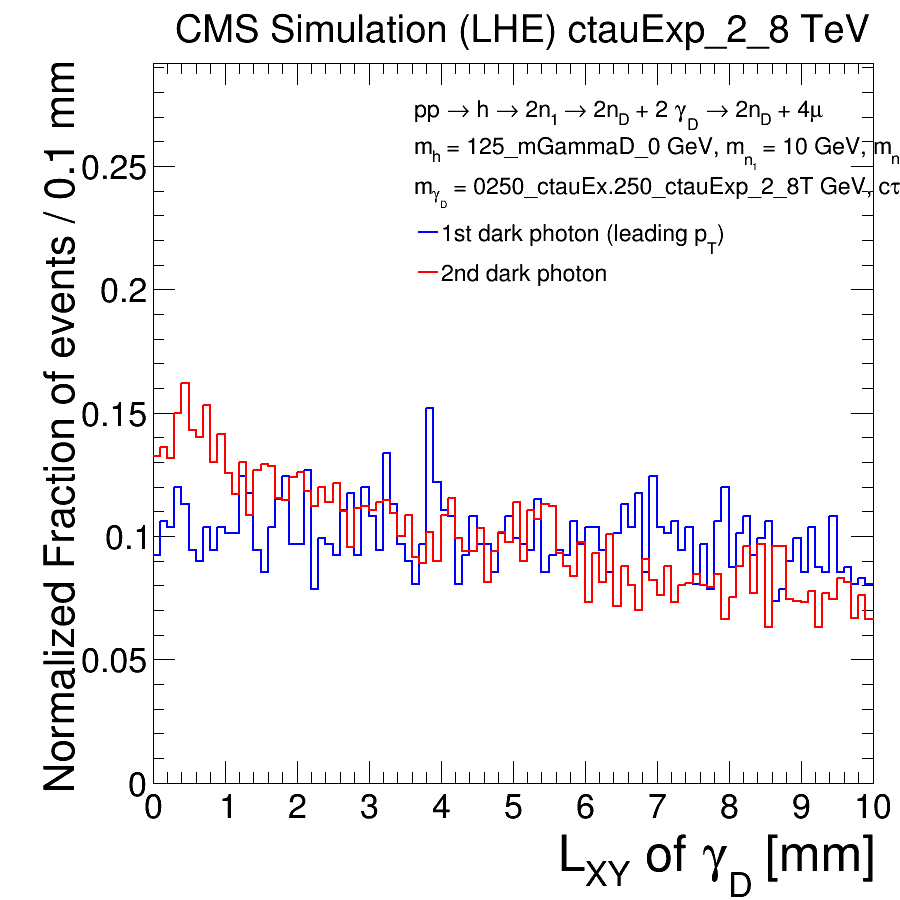 CMS Simulation (LHE) ctauExp_2_8 TeV
pp → h → 2n1 → 2nD + 2 γD → 2nD + 4μ
mh = 125_mGammaD_0 GeV, mn1 = 10 GeV, mn
mγD = 0250_ctauEx.250_ctauExp_2_8T GeV, cτ
1st dark photon (leading pT)
2nd dark photon
Normalized Fraction of events / 0.1 mm
0.25
0.2
0.15
0.1
0.05
0
0 1 2 3 4 5 6 7 8 9 10
LXY of γD [mm]